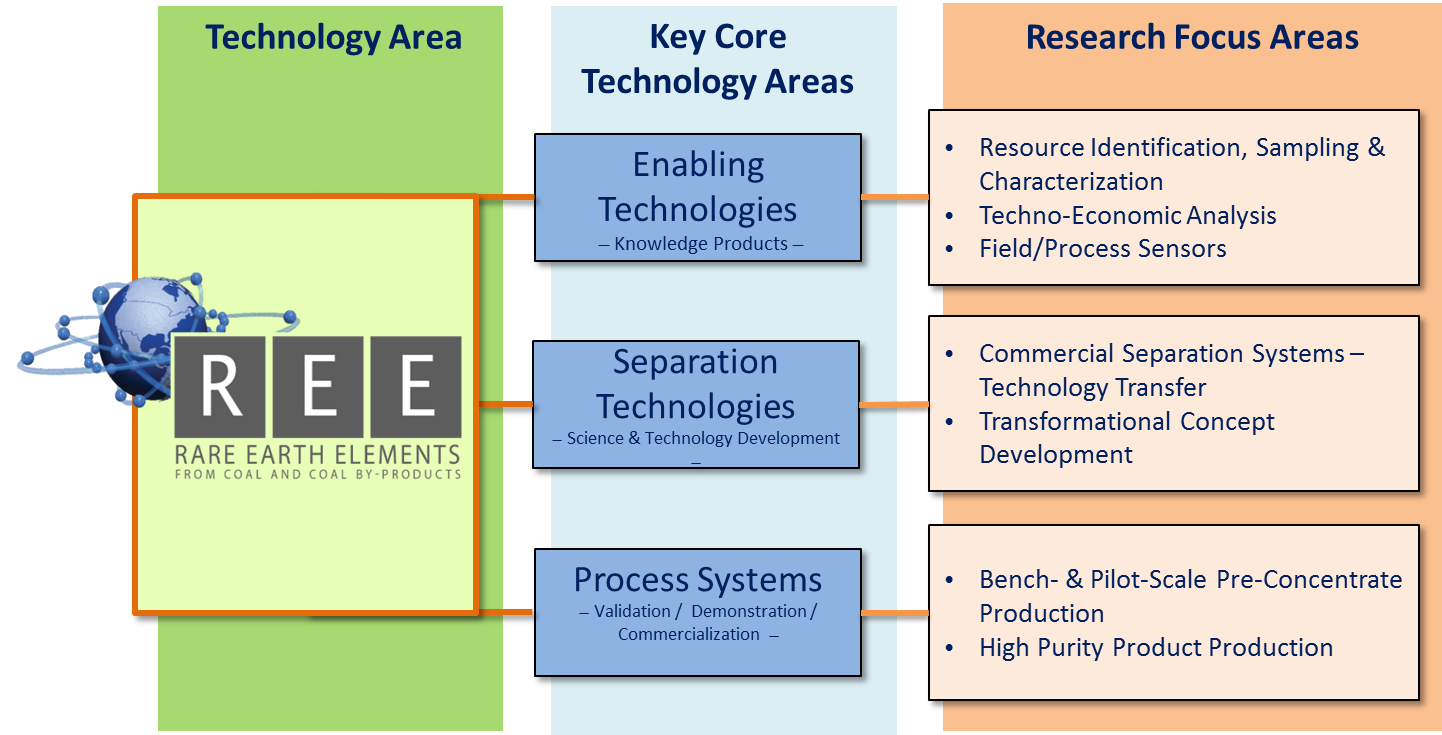 Technology Area
Key Core
Technology Areas
Research Focus Areas
R E E
RARE EARTH ELEMENTS
FROM COAL AND COAL BY-PRODUCTS
Enabling
Technologies
– Knowledge Products –
• Resource Identification, Sampling &
Characterization
• Techno-Economic Analysis
• Field/Process Sensors
Separation
Technologies
– Science & Technology Development
–
• Commercial Separation Systems –
Technology Transfer
• Transformational Concept
Development
Process Systems
– Validation / Demonstration /
Commercialization –
• Bench- & Pilot-Scale Pre-Concentrate
Production
• High Purity Product Production